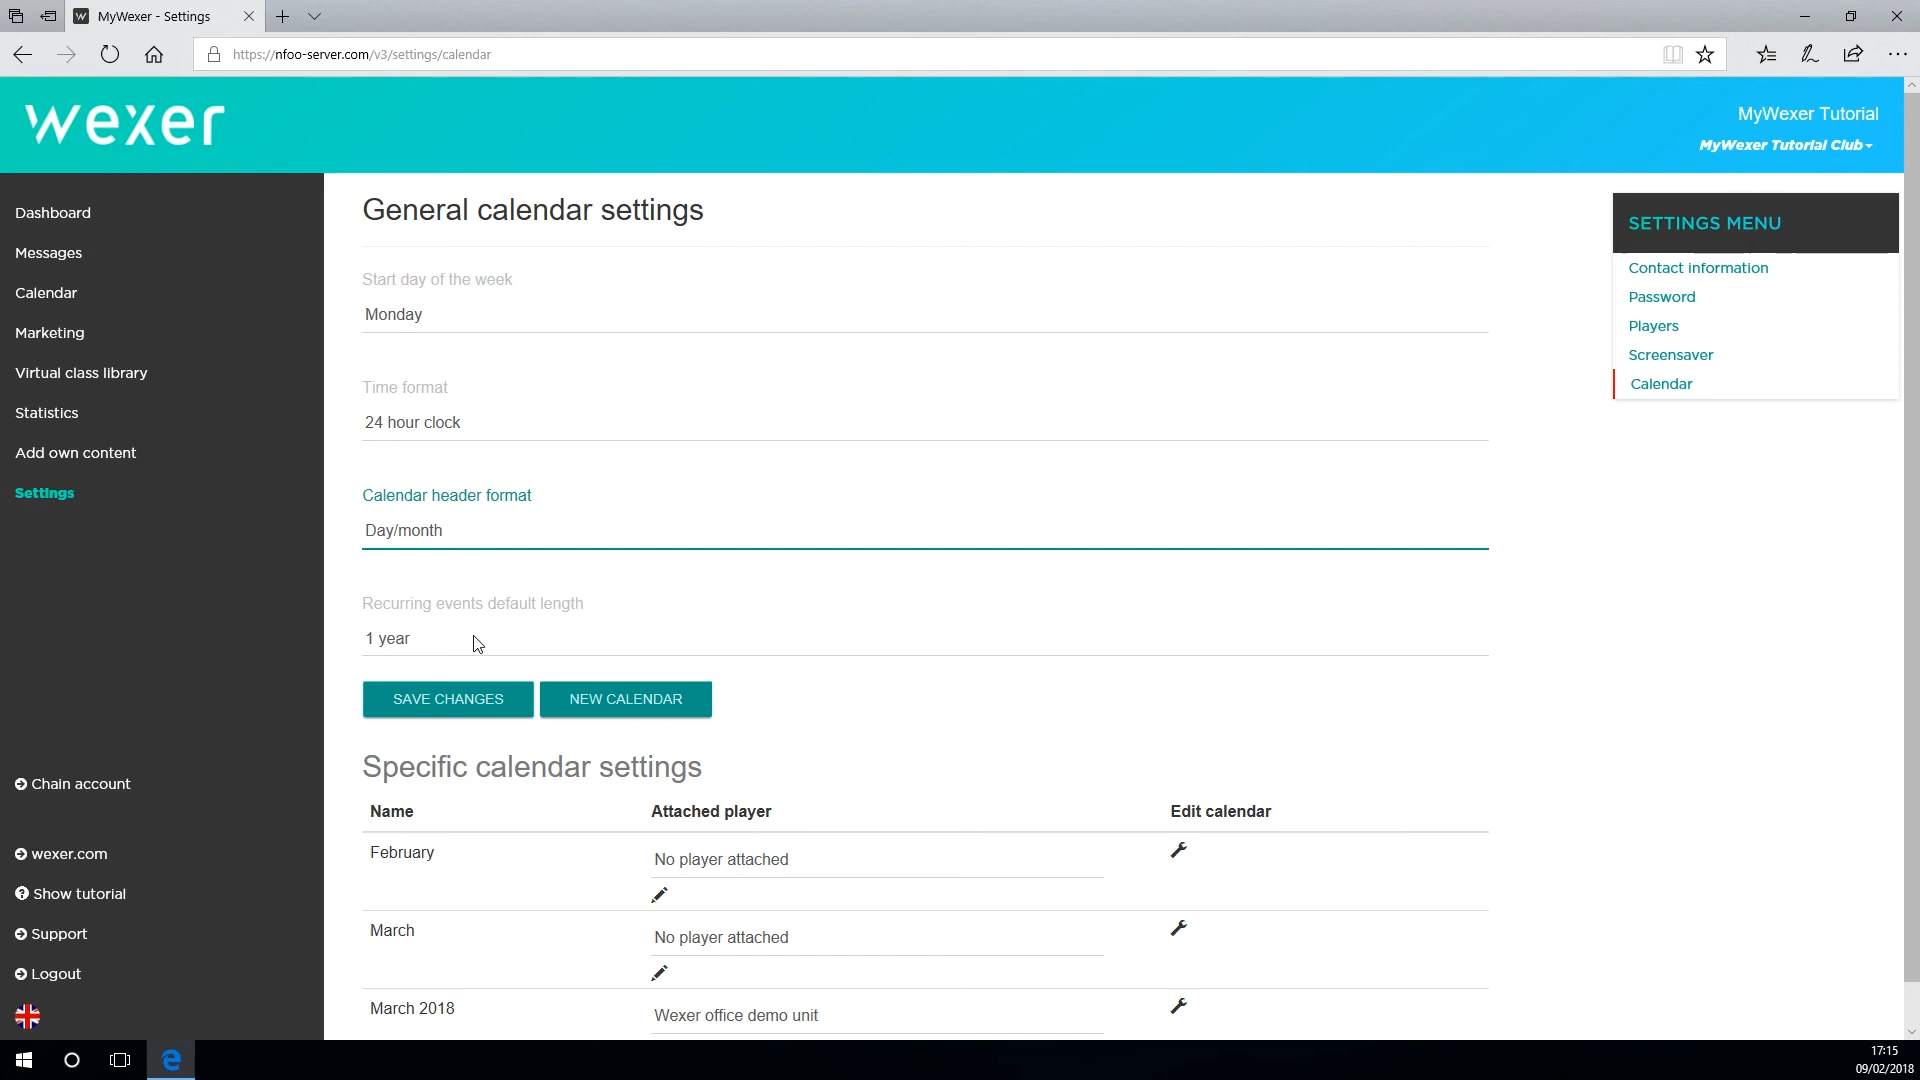 MyWexer - Settings
https://nfoo-server.com/v3/settings/calendar
wexer
MyWexer Tutorial
MyWexer Tutorial Club
Dashboard
Messages
Calendar
Marketing
Virtual class library
Statistics
Add own content
Settings
Chain account
wexer.com
Show tutorial
Support
Logout
General calendar settings
Start day of the week
Monday
Time format
24 hour clock
Calendar header format
Day/month
Recurring events default length
1 year
SAVE CHANGES
NEW CALENDAR
Specific calendar settings
Name
Attached player
Edit calendar
February
No player attached
March
No player attached
March 2018
Wexer office demo unit
SETTINGS MENU
Contact information
Password
Players
Screensaver
Calendar
17:15
09/02/2018